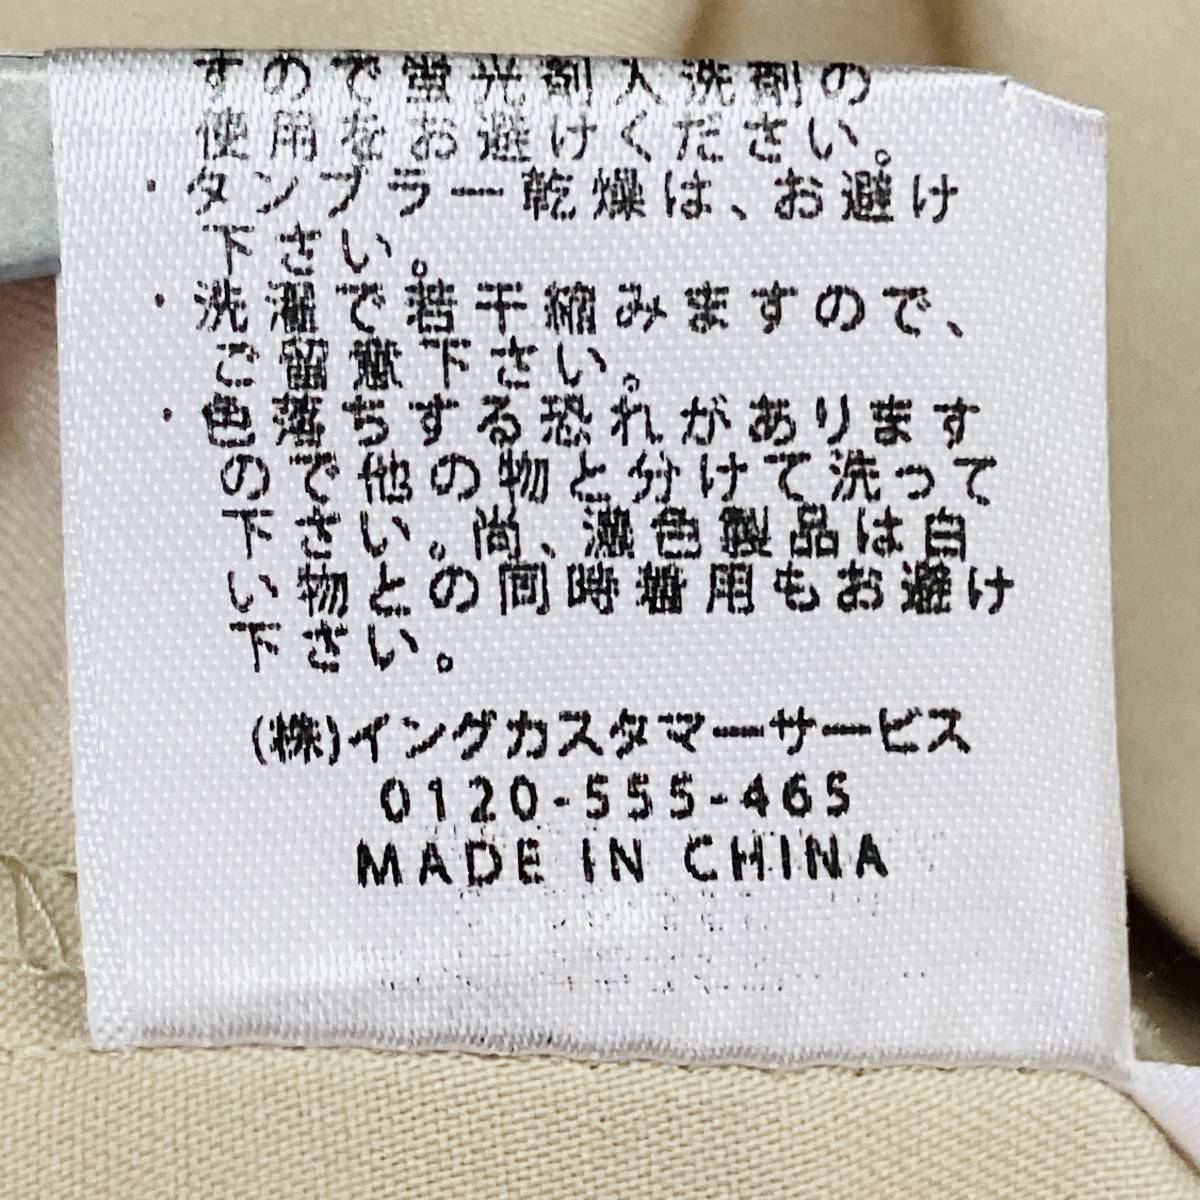 すので蛍光剤入洗剤の
使用をお避けください。
・タンブラー乾燥は、お避け
下さい。
・洗濯で若干縮みますので、
ご留意下さい。
・色落ちする恐れがあります
ので他の物と分けて洗って
下さい。尚、濃色製品は白
い物との同時着用もお避け
下さい。
(株)イングカスタマーサービス
0120-555-465
MADE IN CHINA